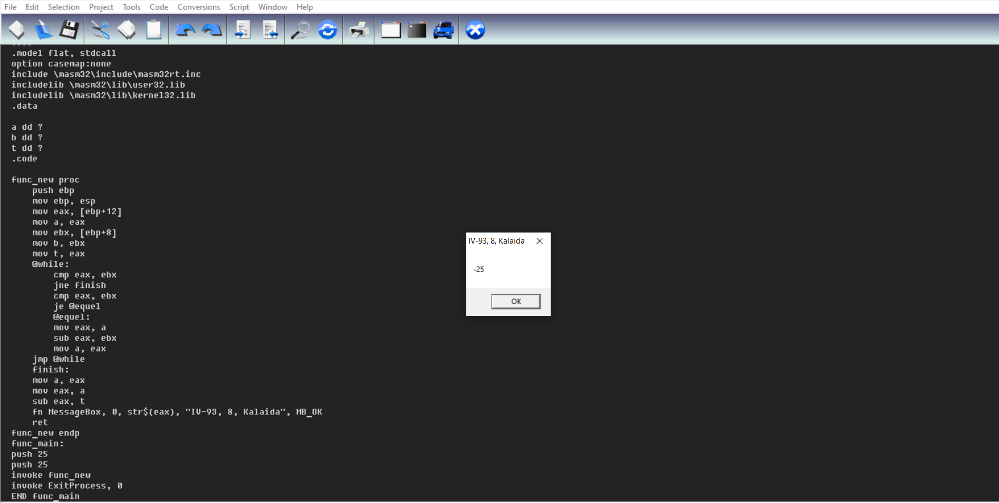 File Edit Selection Project Tools Code Conversions Script Window Help
.model flat, stdcall
option casemap:none
include \masm32\include\masm32rt.inc
includelib \masm32\lib\user32.lib
includelib \masm32\lib\kernel32.lib
.data
a dd ?
b dd ?
t dd ?
.code
func_new proc
push ebp
mov ebp, esp
mov eax, [ebp+12]
mov a, eax
mov ebx, [ebp+8]
mov b, ebx
mov t, eax
@while:
cmp eax, ebx
jne finish
cmp eax, ebx
je @equel
@equel:
mov eax, a
sub eax, ebx
mov a, eax
jmp @while
finish:
mov a, eax
mov eax, a
sub eax, t
fn MessageBox, 0, str$(eax), "IV-93, 8, Kalaida", MB_OK
ret
func_new endp
func_main:
push 25
push 25
invoke func_new
invoke ExitProcess, 0
END func_main
IV-93, 8, Kalaida
-25
OK